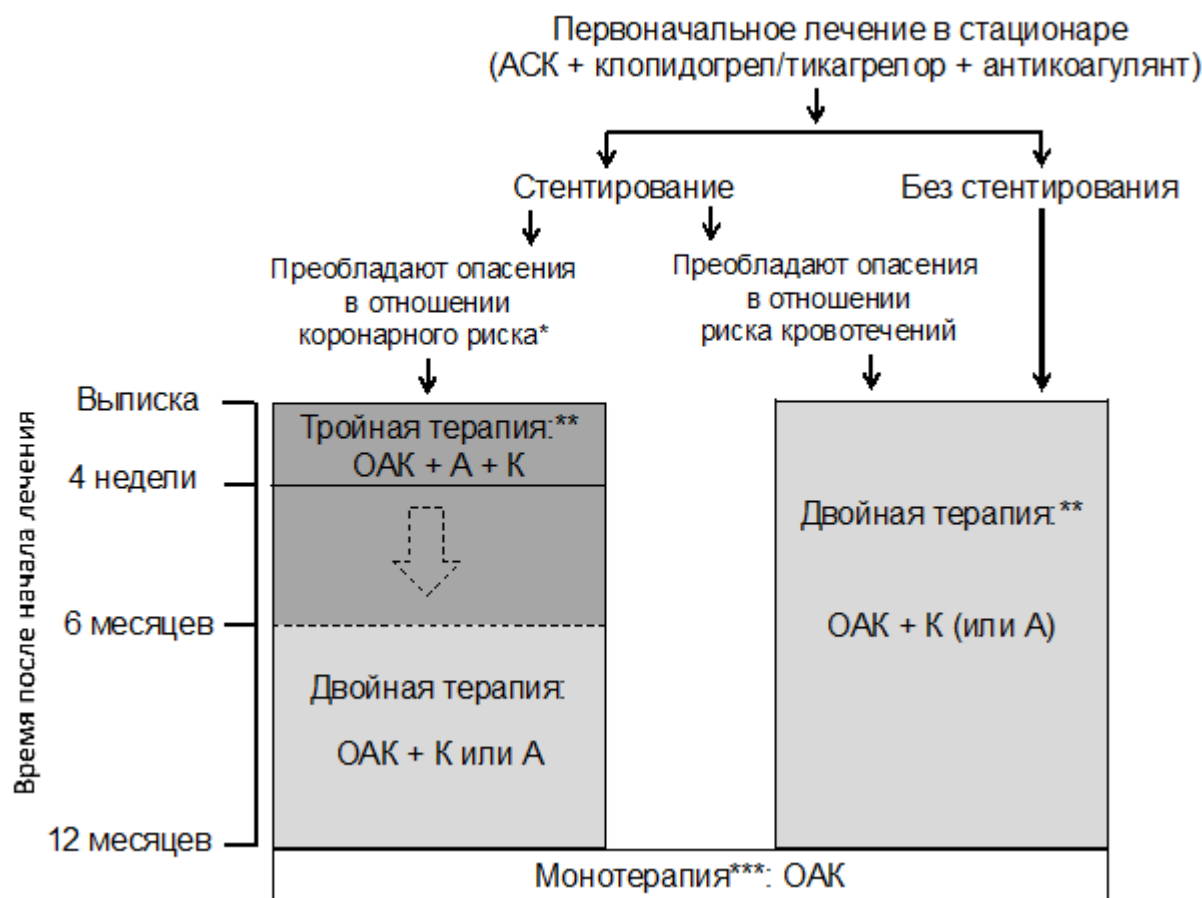 Первоначальное лечение в стационаре
(АСК + клопидогрел/тикагрелор + антикоагулянт)
Стентирование
Без стентирования
Преобладают опасения
в отношении
коронарного риска*
Преобладают опасения
в отношении
риска кровотечений
Время после начала лечения
Выписка
4 недели
6 месяцев
12 месяцев
Тройная терапия:**
ОАК + А + К
Двойная терапия:
ОАК + К или А
Двойная терапия:**
ОАК + К (или А)
Монотерапия***: ОАК